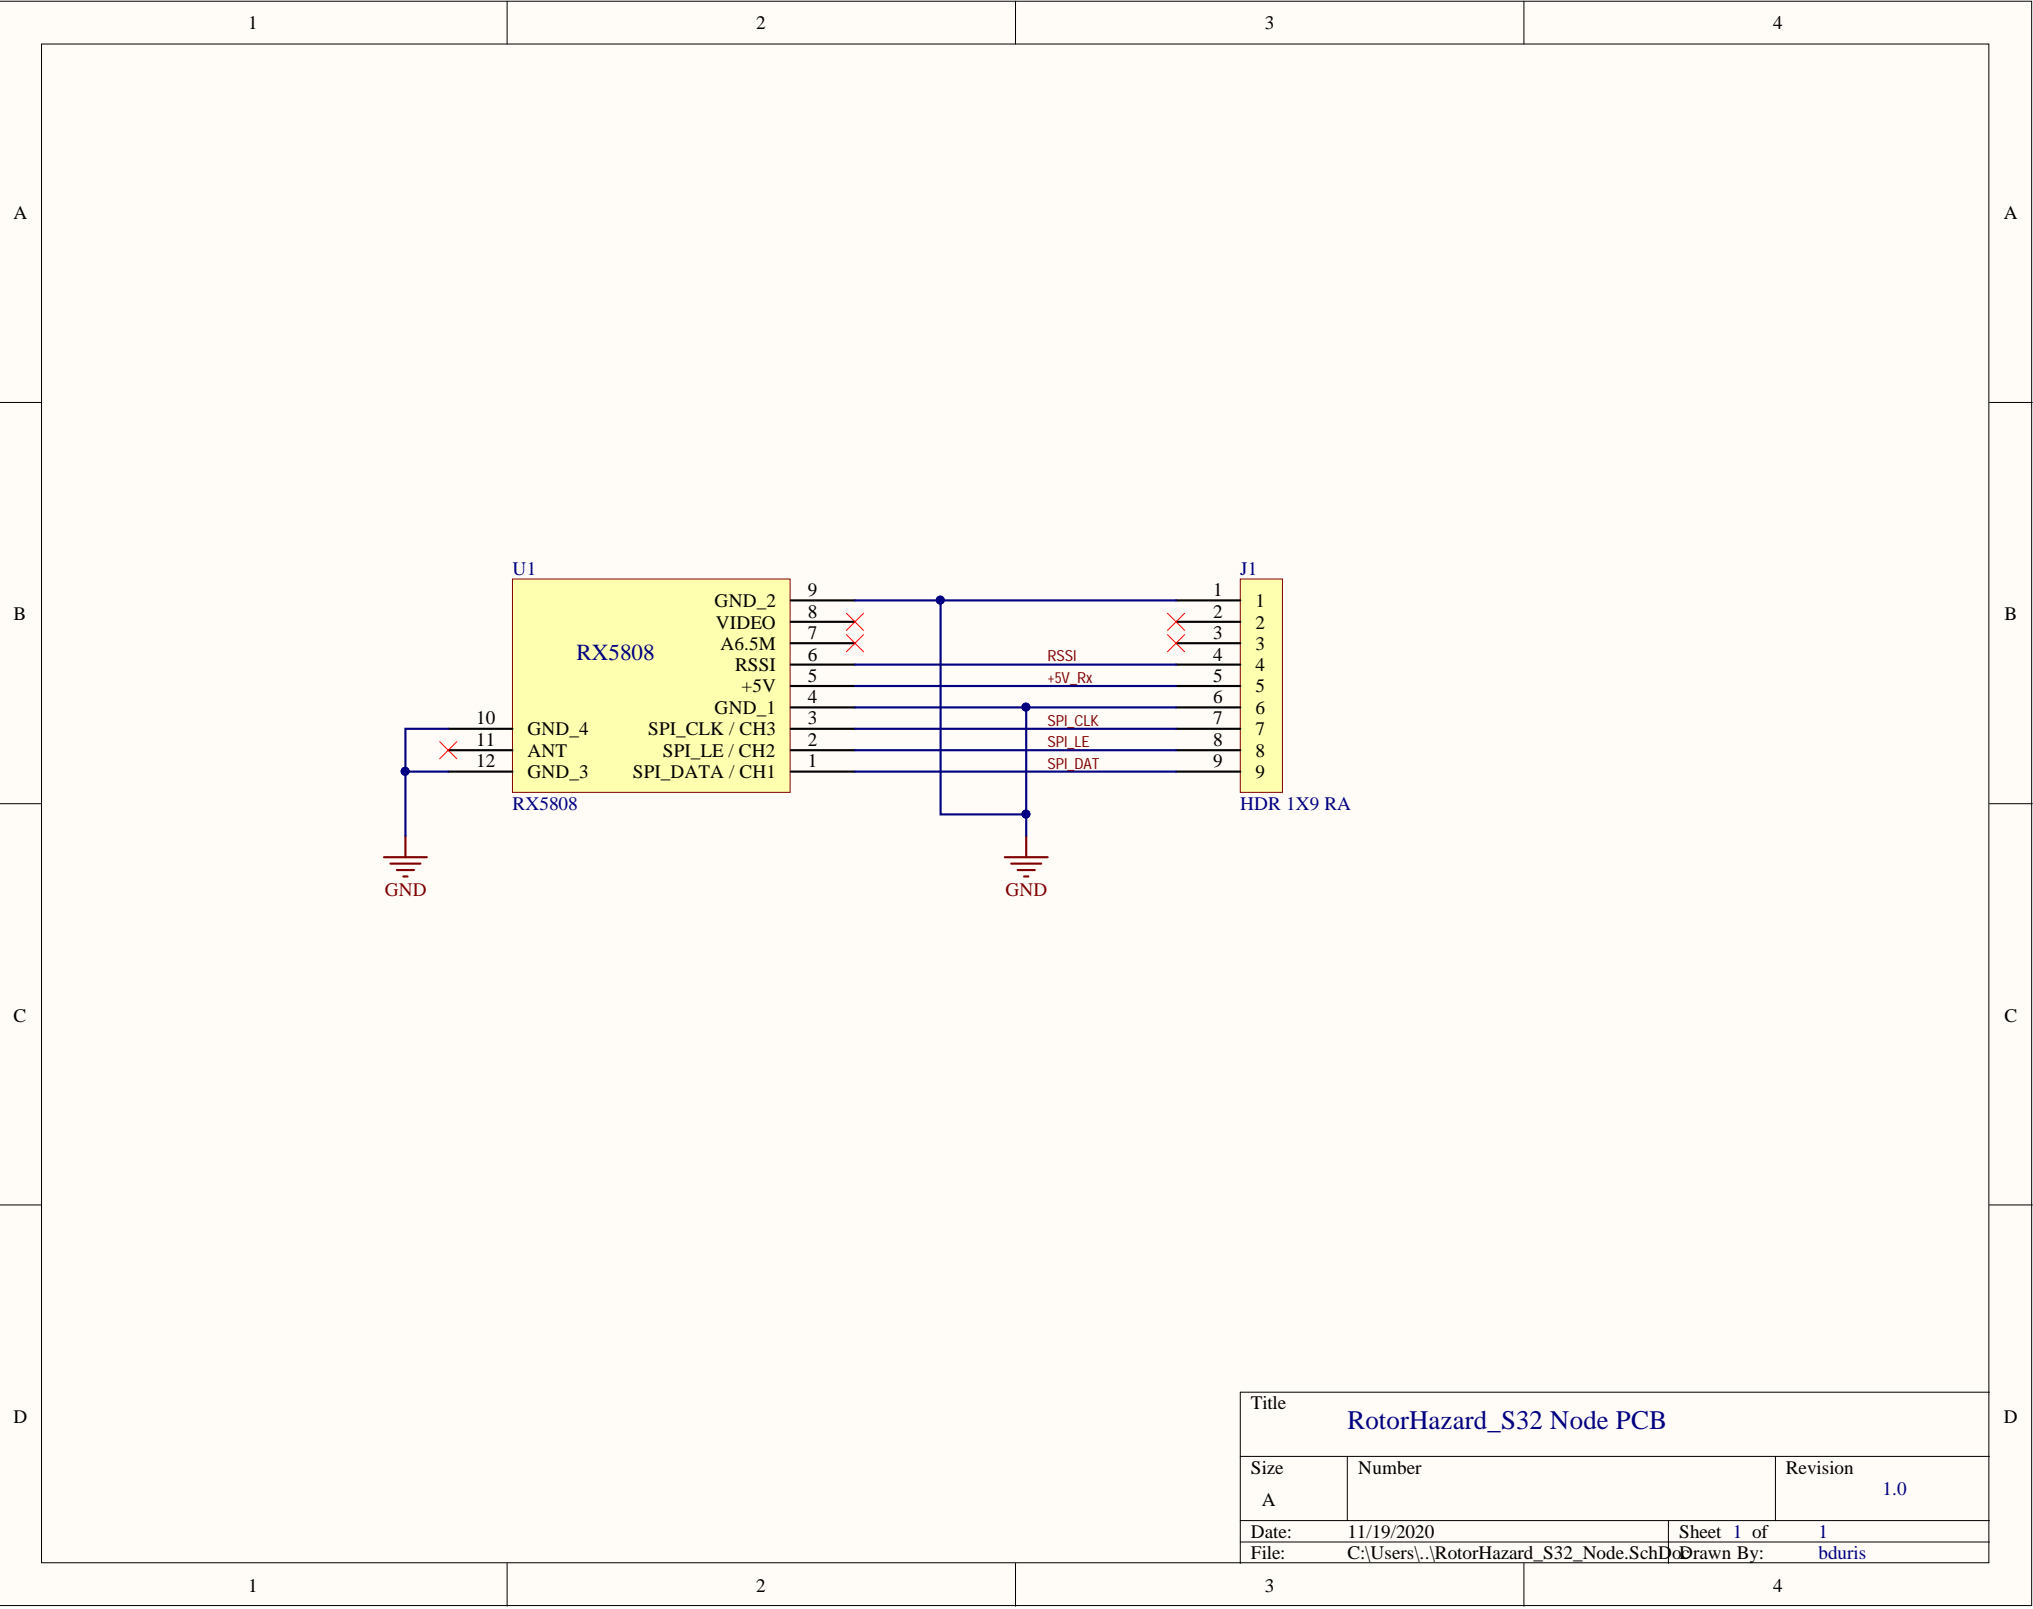 1 2 3 4
A A
B B
C C
D D
U1
RX5808
GND_2 9
VIDEO 8
A6.5M 7
RSSI 6
+5V 5
GND_1 4
10 GND_4 SPI_CLK / CH3 3
11 ANT SPI_LE / CH2 2
12 GND_3 SPI_DATA / CH1 1
RX5808
GND
RSSI
+5V_Rx
SPI_CLK
SPI_LE
SPI_DAT
GND
J1
1 1
2 2
3 3
4 4
5 5
6 6
7 7
8 8
9 9
HDR 1X9 RA
Title
RotorHazard_S32 Node PCB
Size Number Revision
A 1.0
Date: 11/19/2020 Sheet 1 of 1
File: C:\Users\..\RotorHazard_S32_Node.SchDoc Drawn By: bduris
1 2 3 4